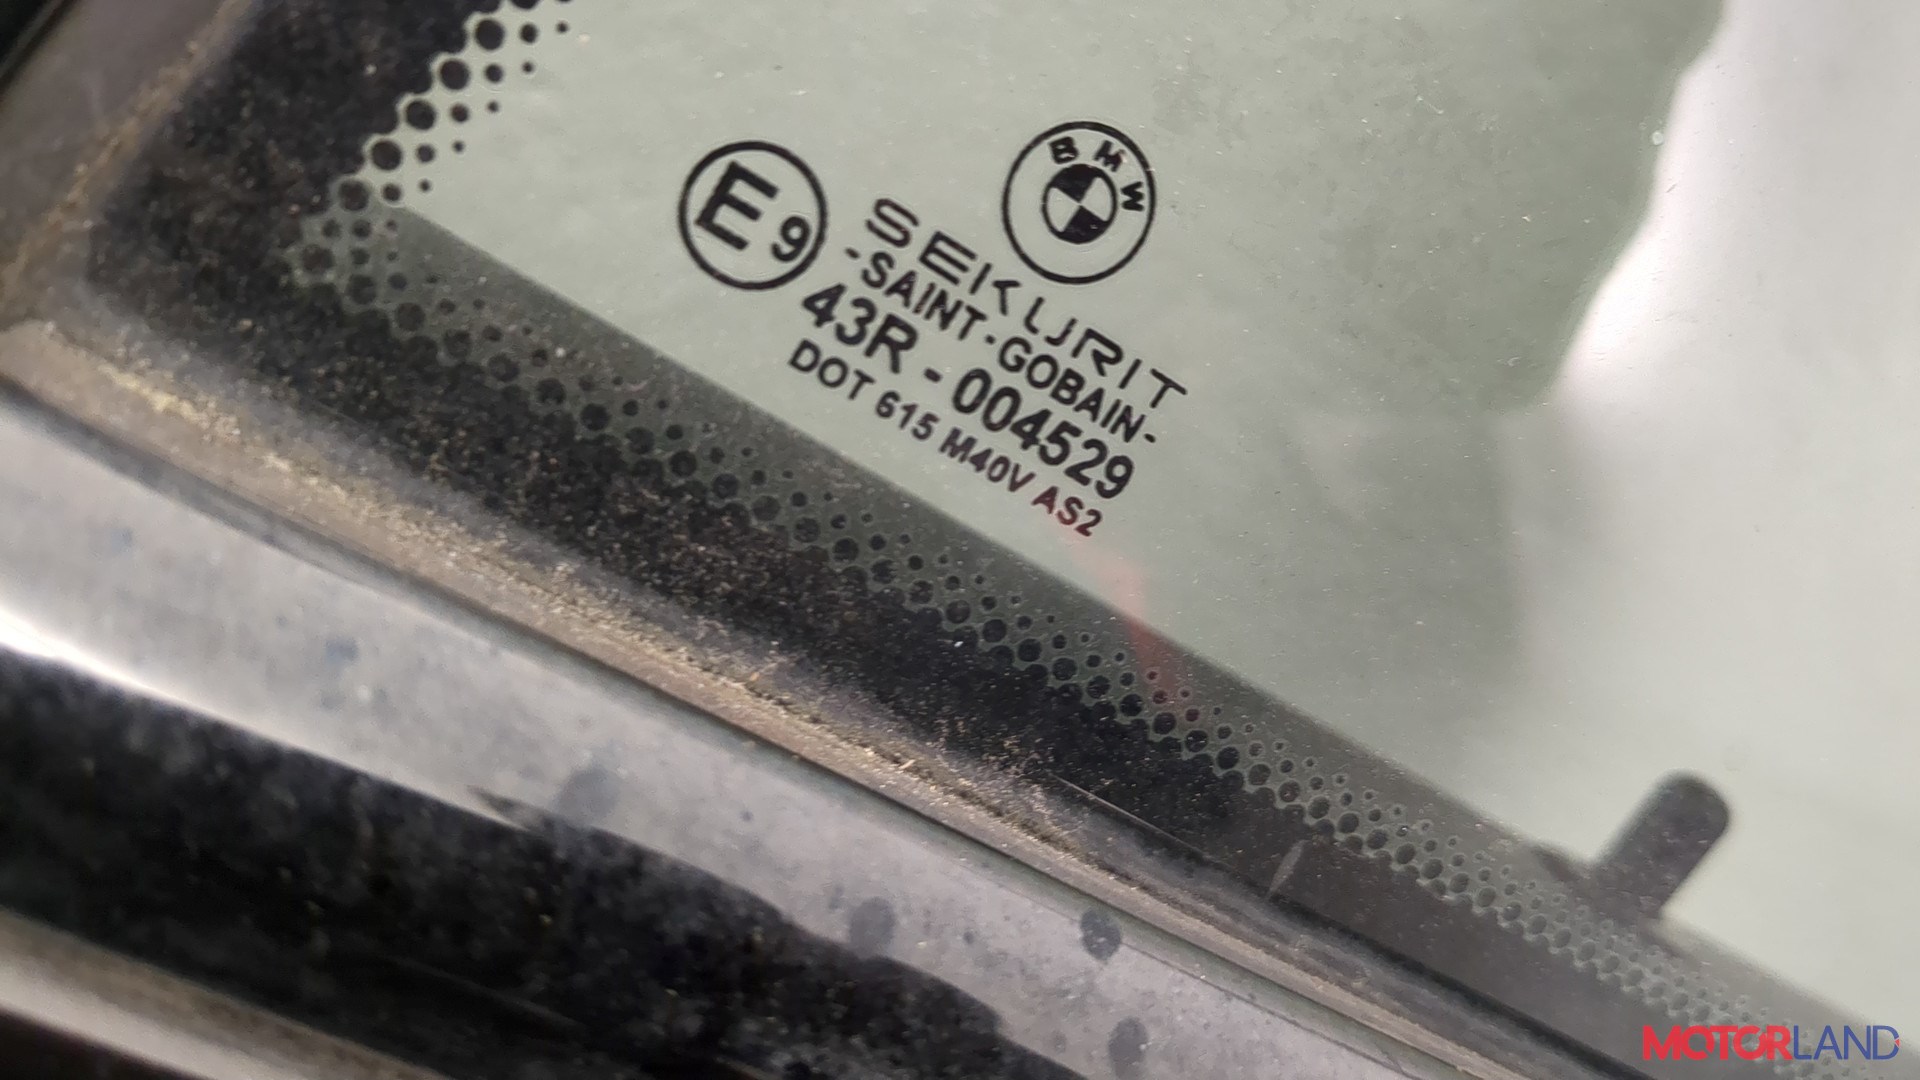 BMW
E9
SEKURIT
-SAINT-GOBAIN-
43R - 004529
DOT 615 M40V AS2
MOTORLAND